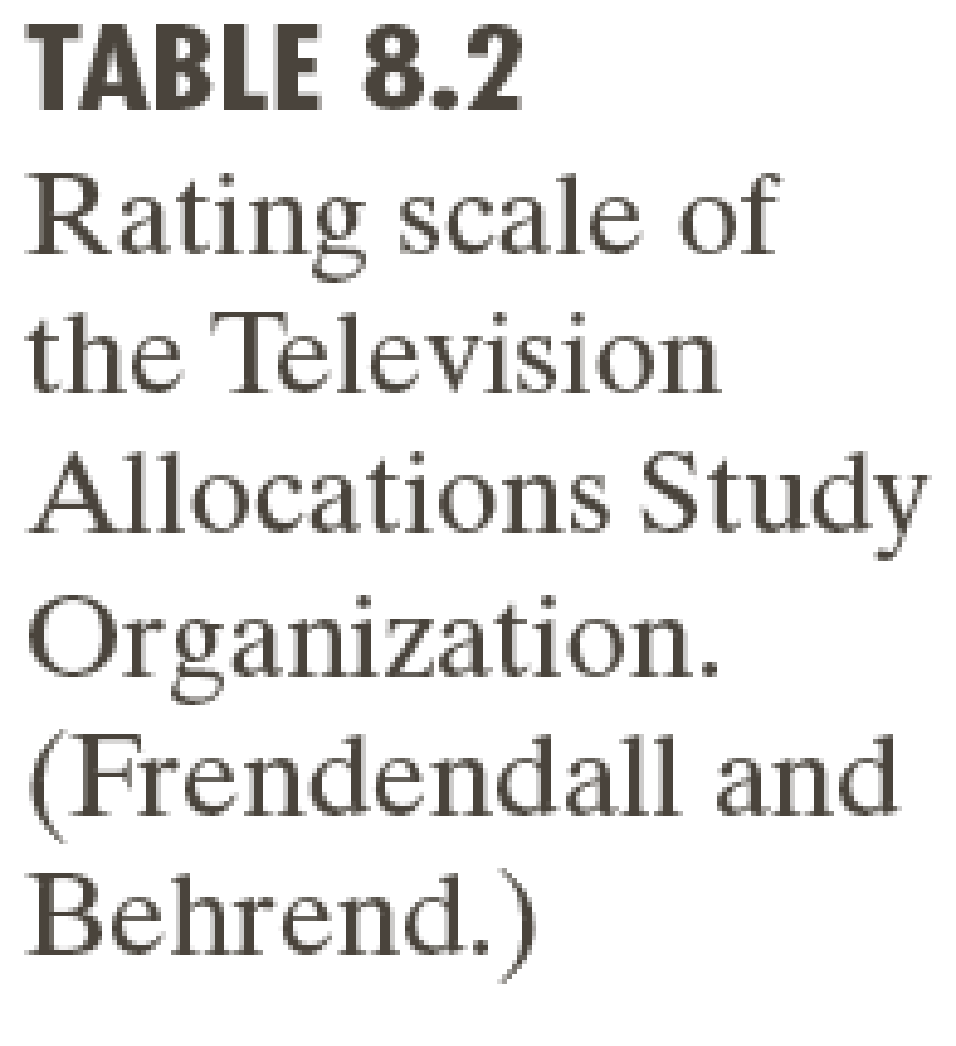 TABLE 8.2
Rating scale of
the Television
Allocations Study
Organization.
(Frendendall and
Behrend.)